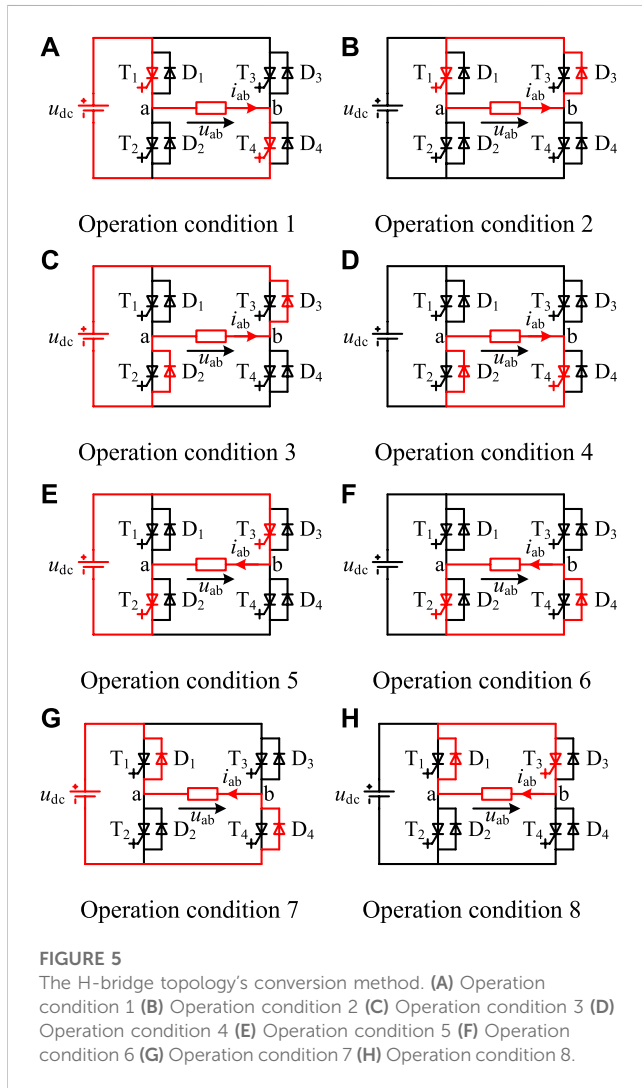 A
B
T1 D1 T3 D3
iab
udc a b
uab
T2 D2 T4 D4
T1 D1 T3 D3
iab
udc a b
uab
T2 D2 T4 D4
Operation condition 1
Operation condition 2
C
D
T1 D1 T3 D3
iab
udc a b
uab
T2 D2 T4 D4
T1 D1 T3 D3
iab
udc a b
uab
T2 D2 T4 D4
Operation condition 3
Operation condition 4
E
F
T1 D1 T3 D3
iab
udc a b
uab
T2 D2 T4 D4
T1 D1 T3 D3
iab
udc a b
uab
T2 D2 T4 D4
Operation condition 5
Operation condition 6
G
H
T1 D1 T3 D3
iab
udc a b
uab
T2 D2 T4 D4
T1 D1 T3 D3
iab
udc a b
uab
T2 D2 T4 D4
Operation condition 7
Operation condition 8
FIGURE 5
The H-bridge topology's conversion method. (A) Operation
condition 1 (B) Operation condition 2 (C) Operation condition 3 (D)
Operation condition 4 (E) Operation condition 5 (F) Operation
condition 6 (G) Operation condition 7 (H) Operation condition 8.